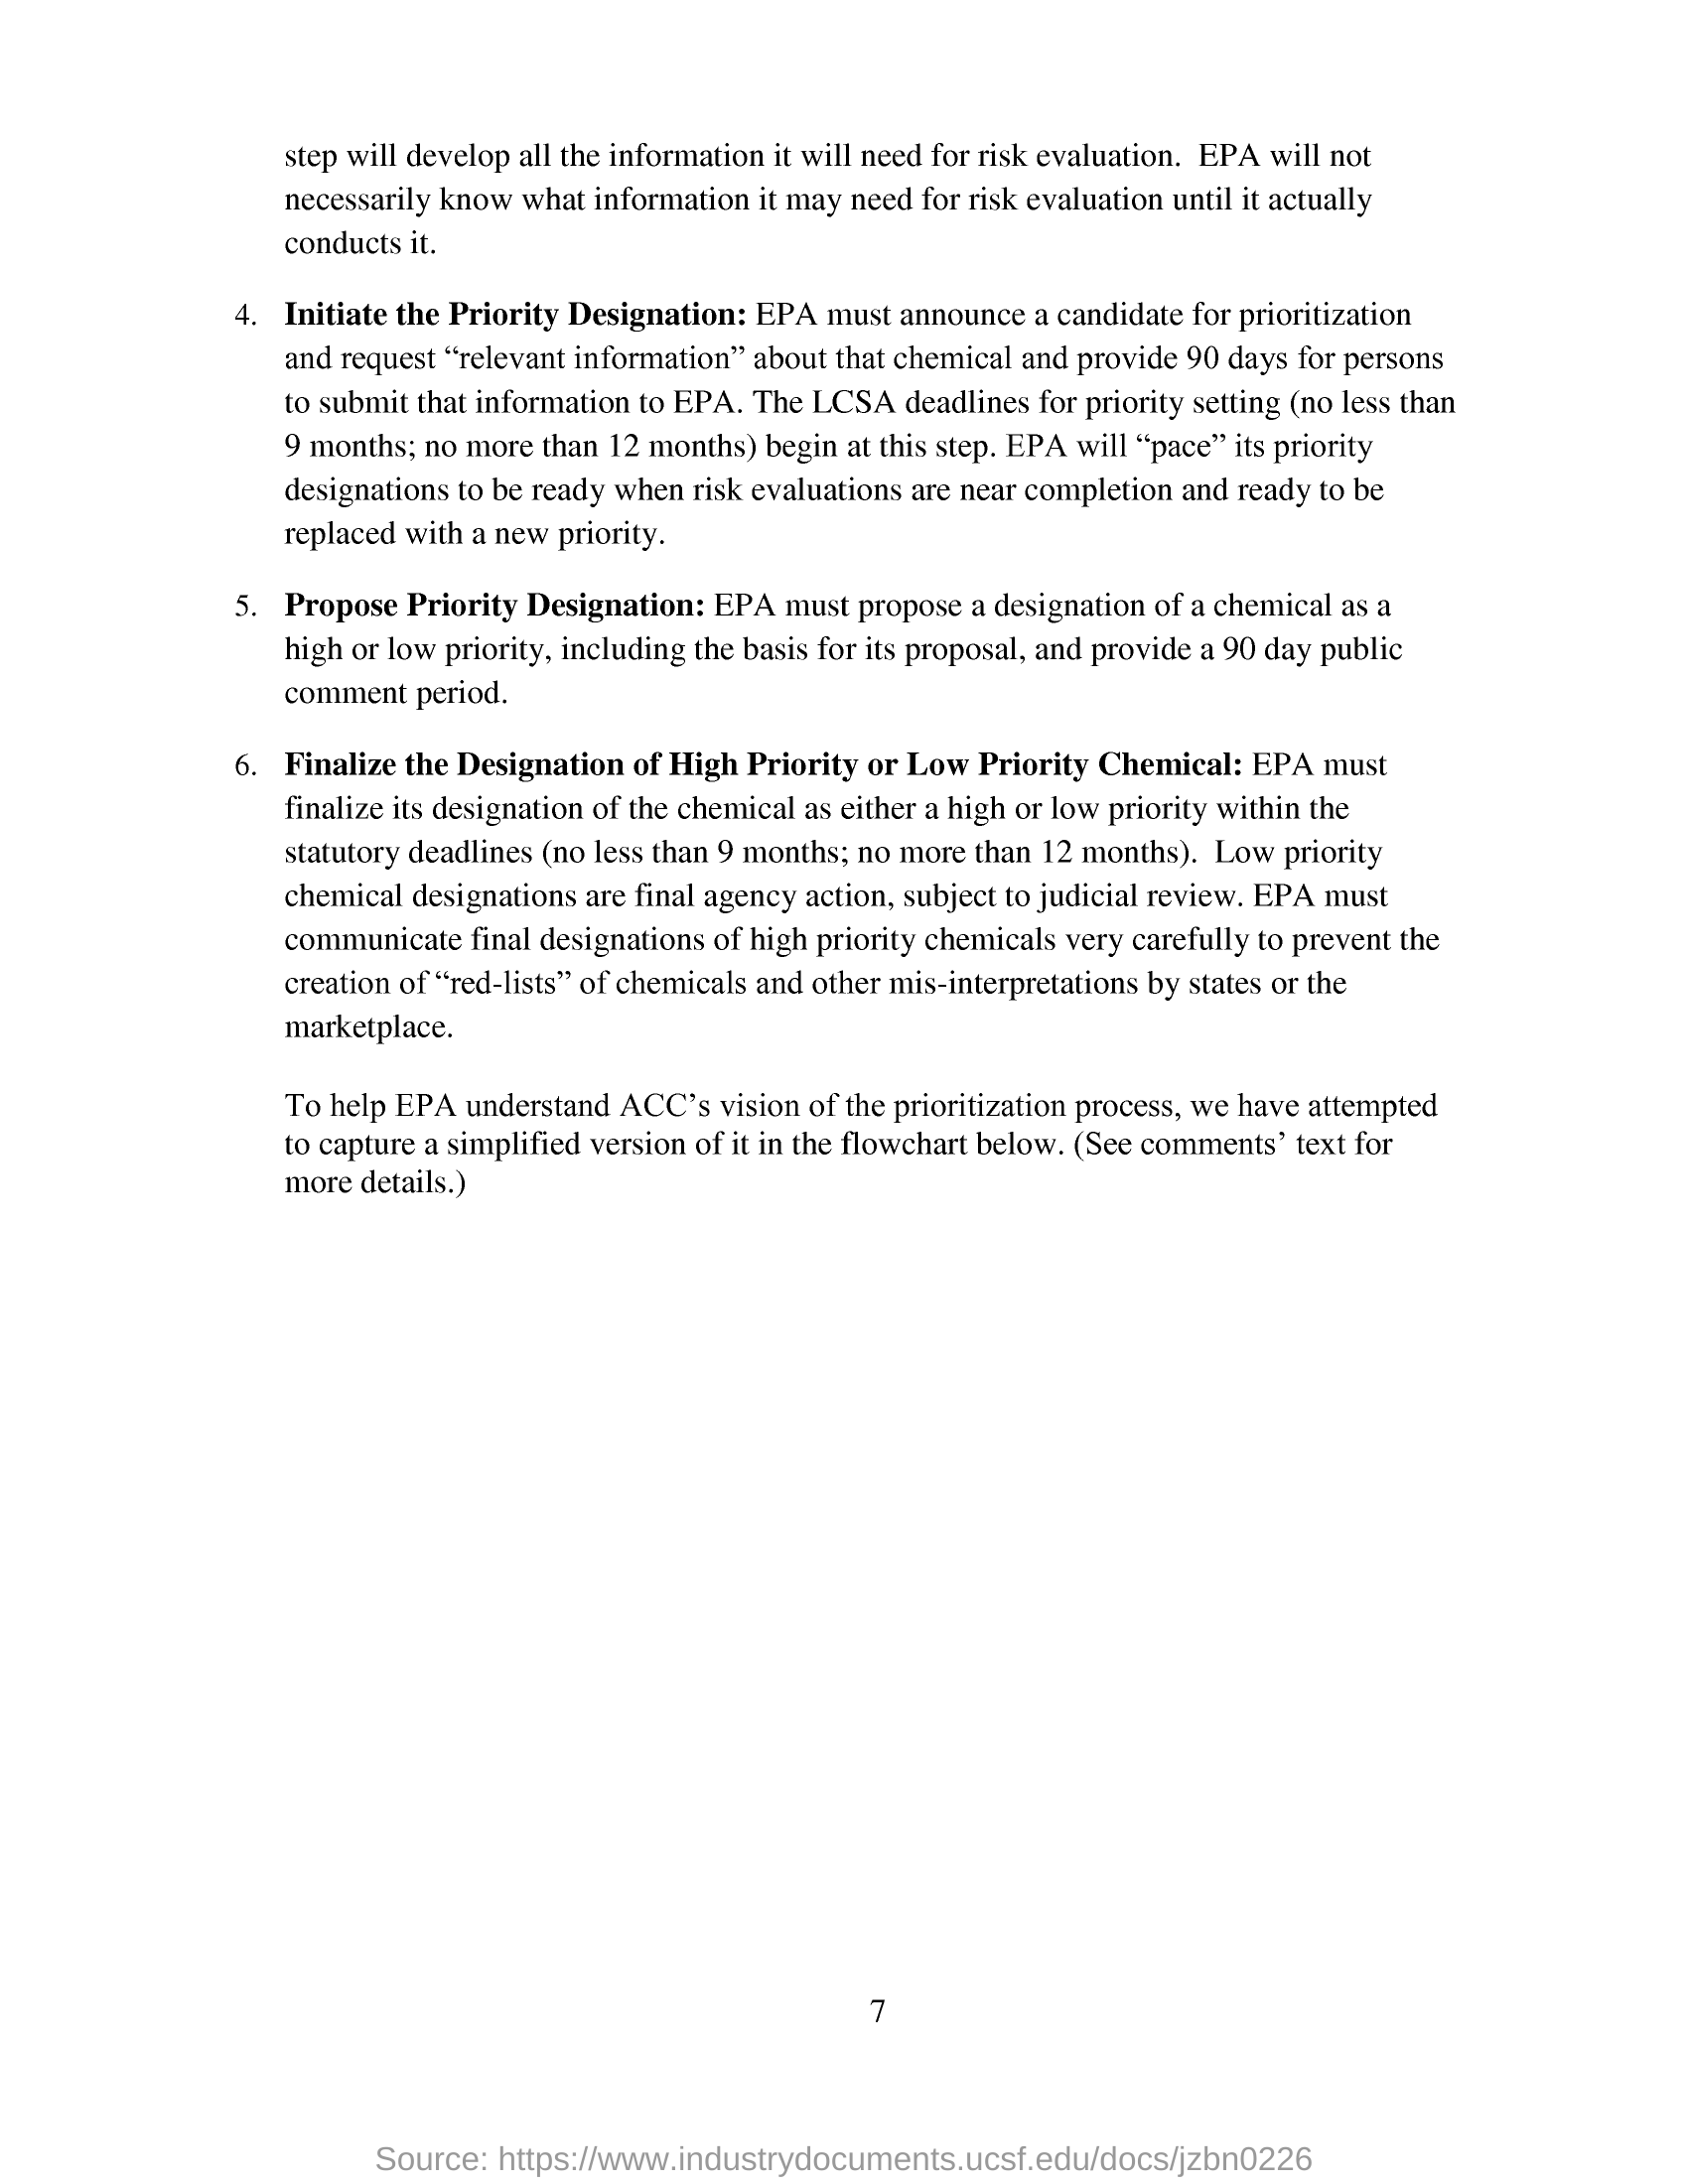 step will develop all the information it will need for risk evaluation.  EPA will not
necessarily know what information it may need for risk evaluation until it actually
conducts it.
4. Initiate the Priority Designation: EPA must announce a candidate for prioritization
and request “relevant information” about that chemical and provide 90 days for persons
to submit that information to EPA. The LCSA deadlines for priority setting (no less than
9 months; no more than 12 months) begin at this step. EPA will “pace” its priority
designations to be ready when risk evaluations are near completion and ready to be
replaced with a new priority.
5. Propose Priority Designation: EPA must propose a designation of a chemical as a
high or low priority, including the basis for its proposal, and provide a 90 day public
comment period.
6. Finalize the Designation of High Priority or Low Priority Chemical: EPA must
finalize its designation of the chemical as either a high or low priority within the
statutory deadlines (no less than 9 months; no more than 12 months).  Low priority
chemical designations are final agency action, subject to judicial review. EPA must
communicate final designations of high priority chemicals very carefully to prevent the
creation of “red-lists” of chemicals and other mis-interpretations by states or the
marketplace.
To help EPA understand ACC’s vision of the prioritization process, we have attempted
to capture a simplified version of it in the flowchart below. (See comments’ text for
more details.)
7
Source: https://www.industrydocuments.ucsf.edu/docs/jzbn0226